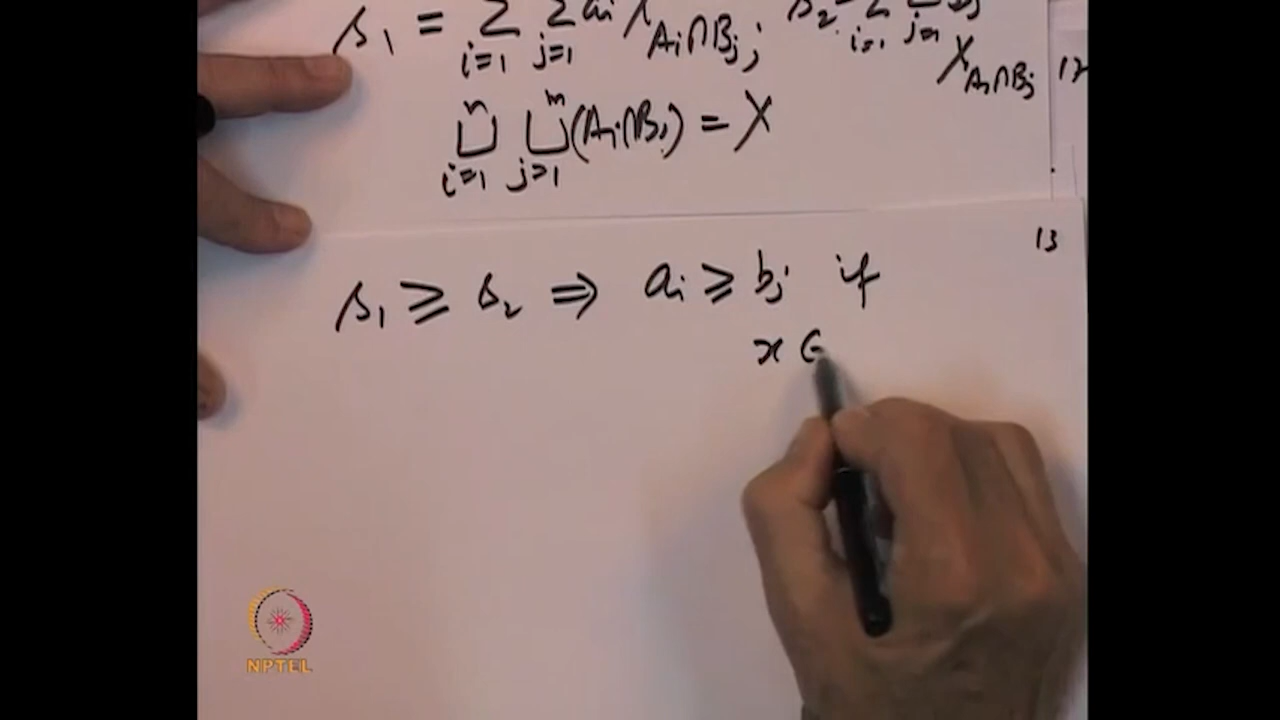 s₁ = Σ_{i=1} Σ_{j=1} aᵢ χ_{Aᵢ∩Bⱼ} ; s₂ = Σ_{i=1} Σ_{j=1} bⱼ
χ_{Aᵢ∩Bⱼ} 12
⊔_{i=1}^{n} ⊔_{j=1}^{m} (Aᵢ∩Bⱼ) = X
13
s₁ ≥ s₂ ⇒ aᵢ ≥ bⱼ if
x ∈
NPTEL